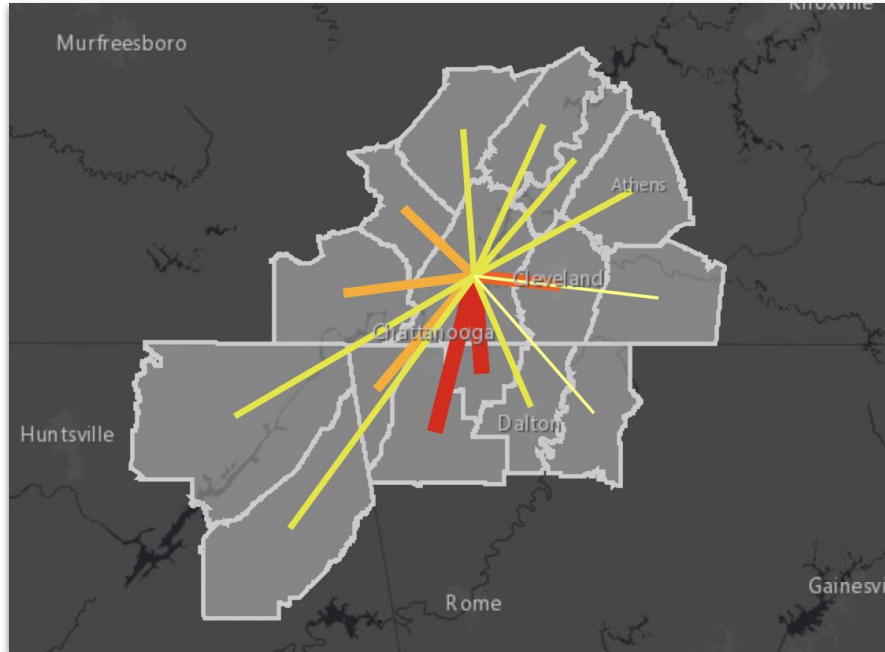 Knoxville
Murfreesboro
Athens
Cleveland
Chattanooga
Dalton
Huntsville
Gainesvi
Rome